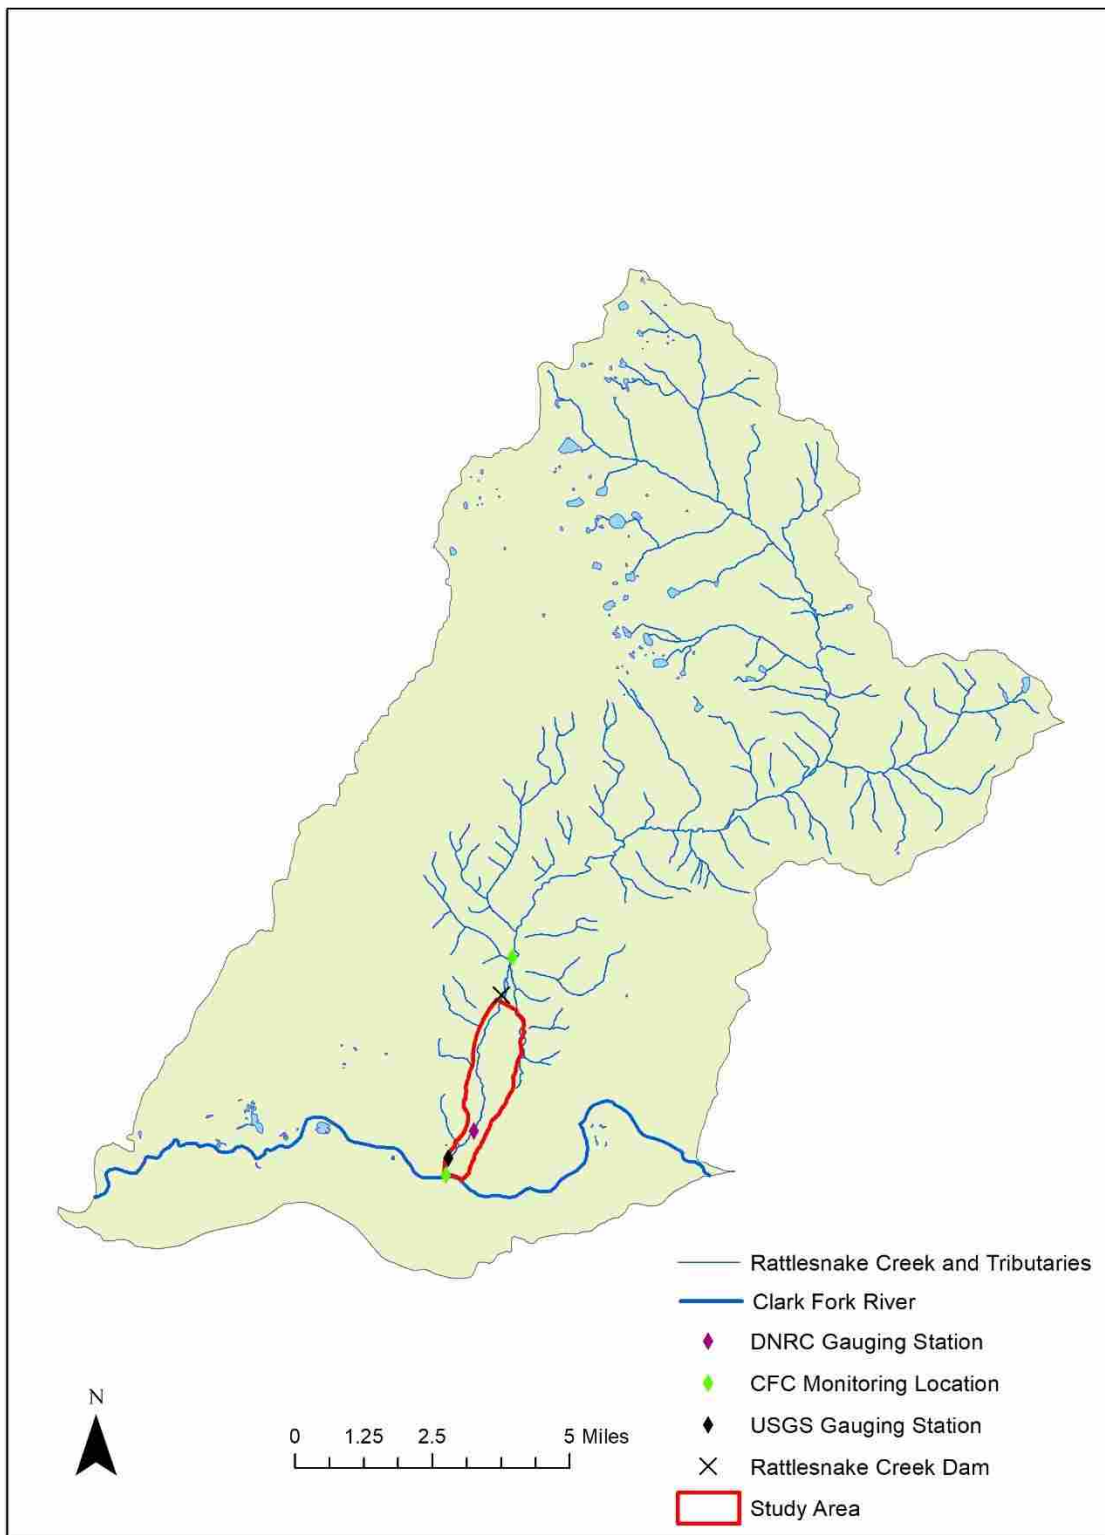 Rattlesnake Creek and Tributaries
Clark Fork River
DNRC Gauging Station
CFC Monitoring Location
USGS Gauging Station
Rattlesnake Creek Dam
Study Area
N
0 1.25 2.5 5 Miles